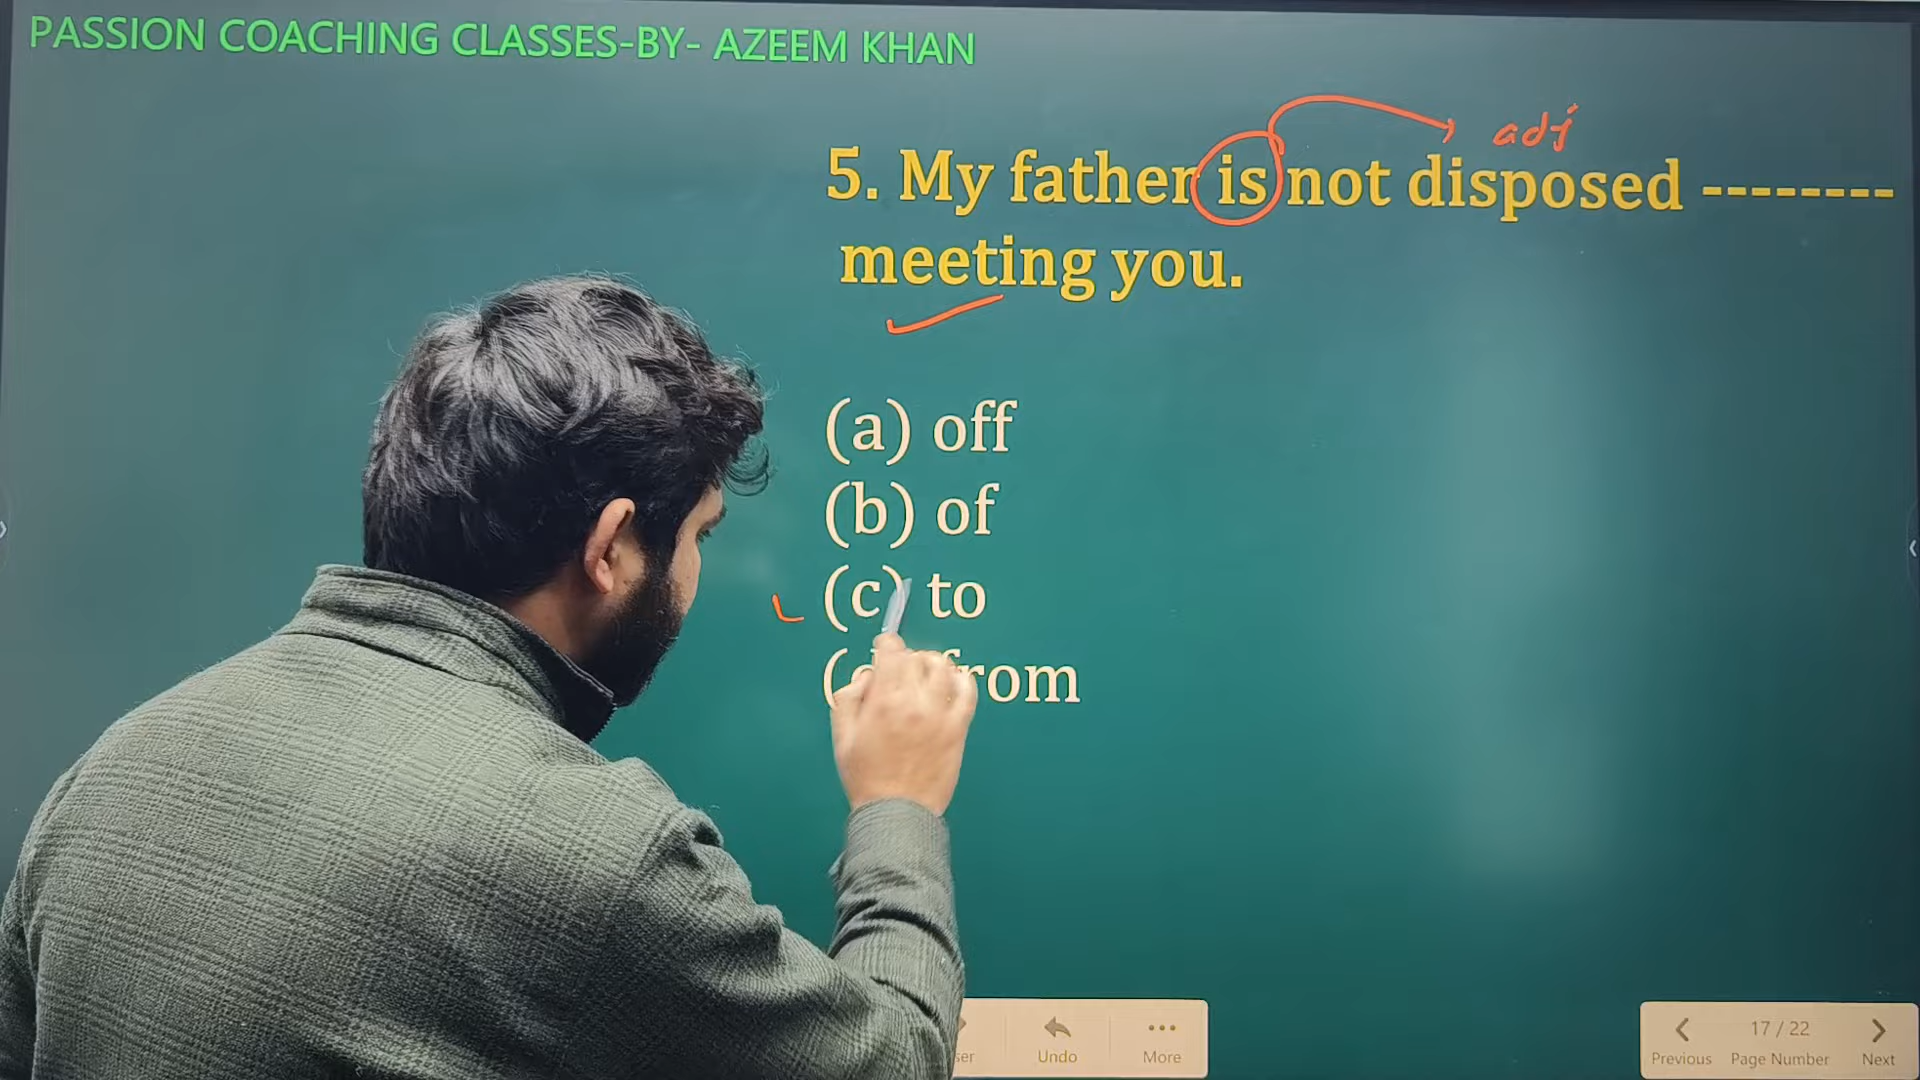 PASSION COACHING CLASSES-BY- AZEEM KHAN
adj
5. My father is not disposed --------
meeting you.
(a) off
(b) of
(c) to
(d) from
Undo
More
17 / 22
Previous
Page Number
Next